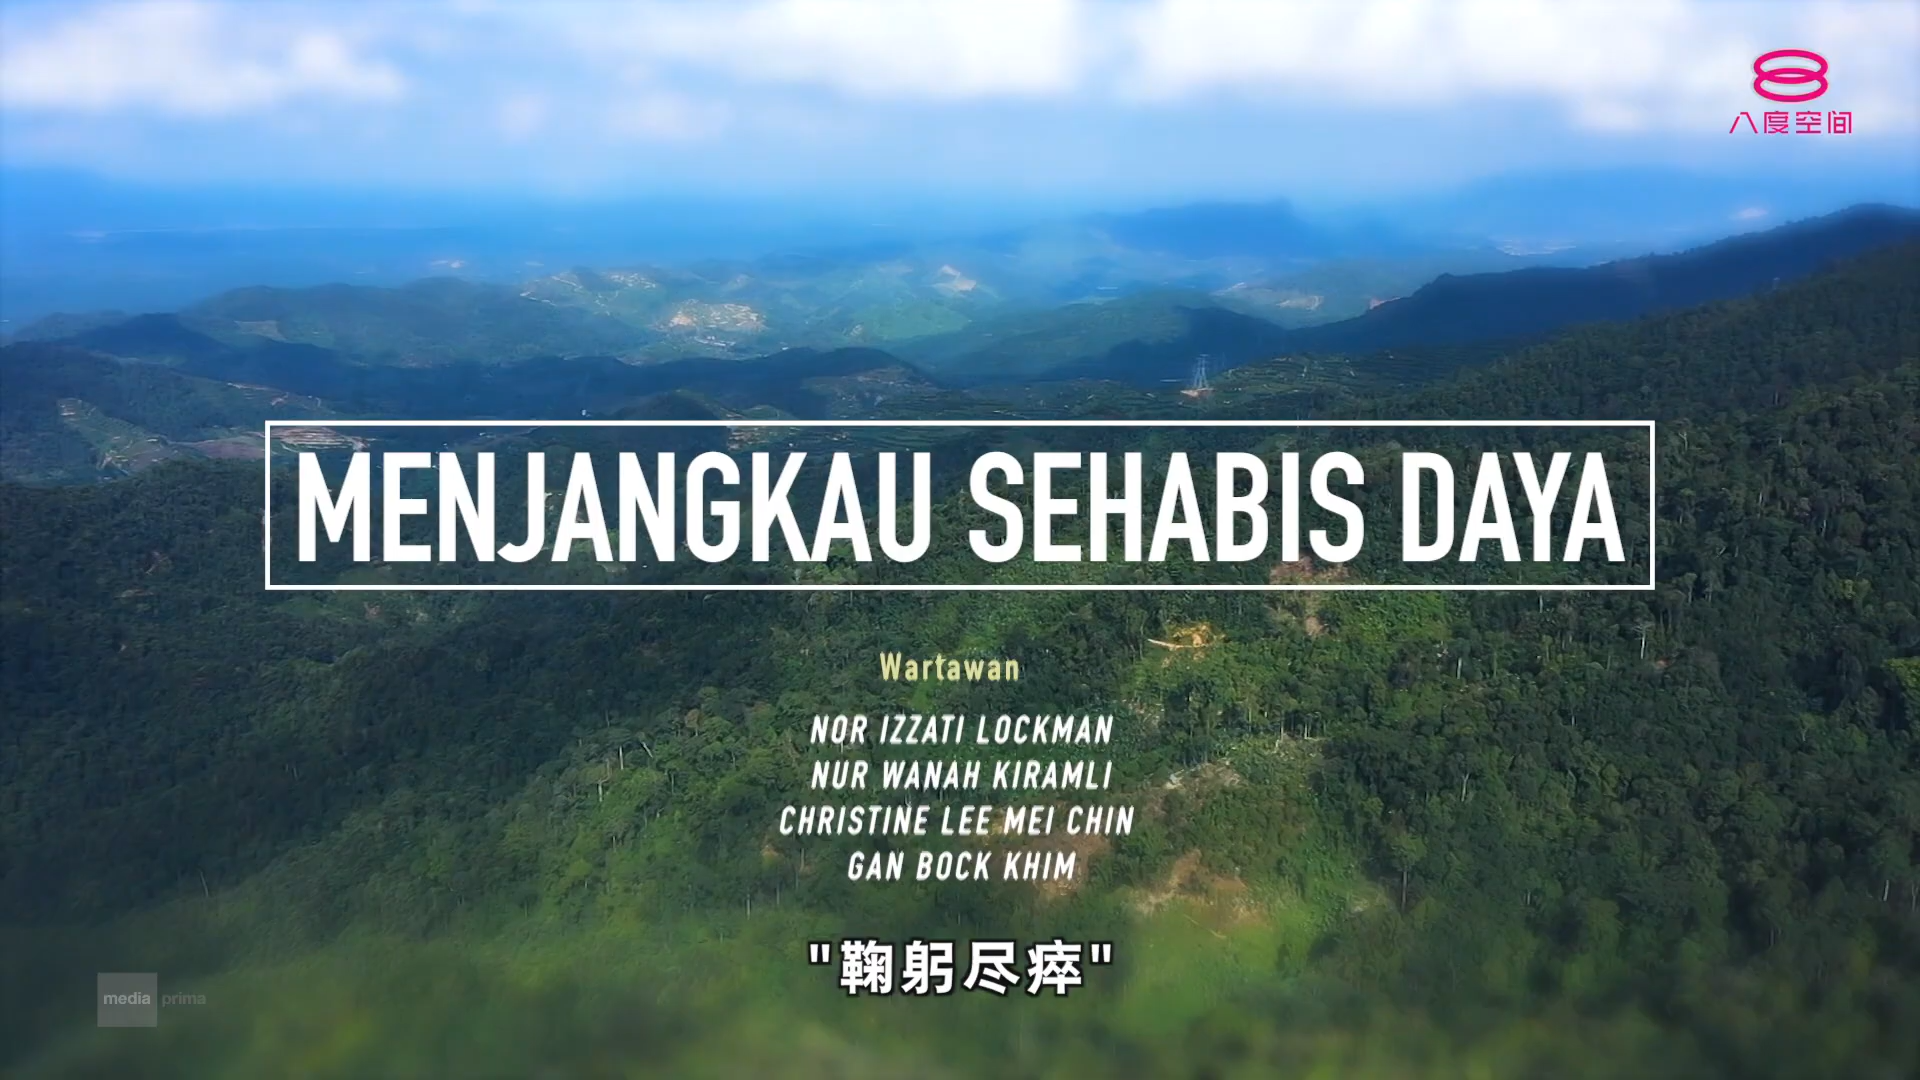 八度空间
MENJANGKAU SEHABIS DAYA
Wartawan
NOR IZZATI LOCKMAN
NUR WANAH KIRAMLI
CHRISTINE LEE MEI CHIN
GAN BOCK KHIM
"鞠躬尽瘁"
media prima